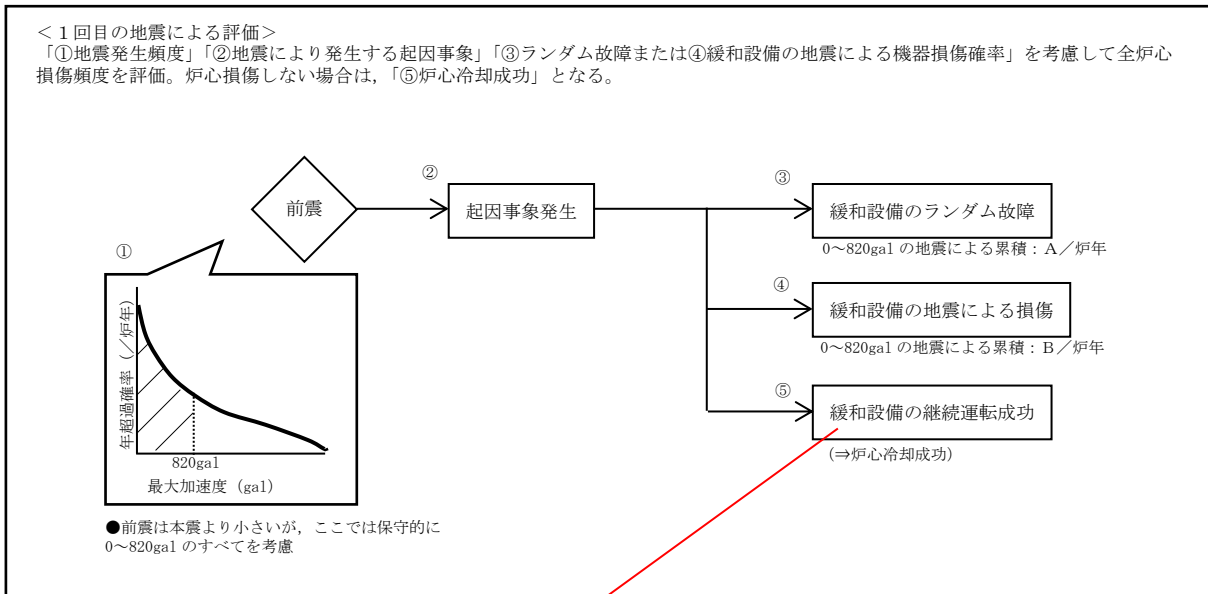 ＜１回目の地震による評価＞
「①地震発生頻度」「②地震により発生する起因事象」「③ランダム故障または④緩和設備の地震による機器損傷確率」を考慮して全炉心
損傷頻度を評価。炉心損傷しない場合は，「⑤炉心冷却成功」となる。
②
③
前震
起因事象発生
緩和設備のランダム故障
0～820gal の地震による累積：Ａ／炉年
①
④
緩和設備の地震による損傷
0～820gal の地震による累積：Ｂ／炉年
年超過確率（／炉年）
⑤
緩和設備の継続運転成功
(⇒炉心冷却成功)
820gal
最大加速度（gal）
●前震は本震より小さいが，ここでは保守的に
0～820gal のすべてを考慮